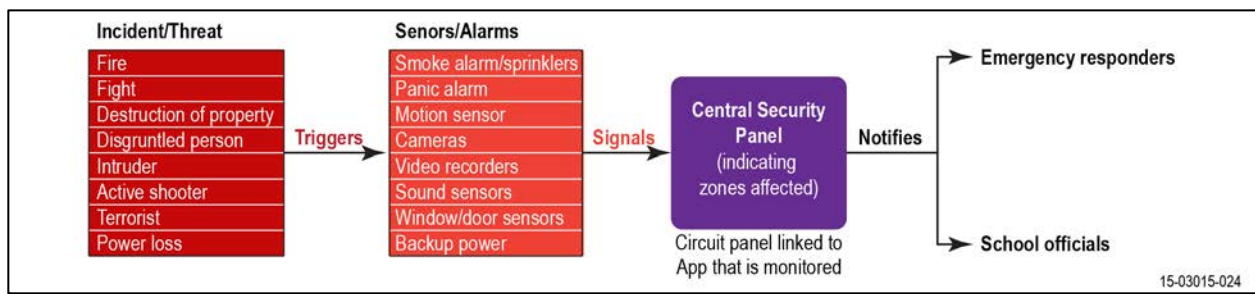 Incident/Threat
Fire
Fight
Destruction of property
Disgruntled person
Intruder
Active shooter
Terrorist
Power loss
Triggers
Senors/Alarms
Smoke alarm/sprinklers
Panic alarm
Motion sensor
Cameras
Video recorders
Sound sensors
Window/door sensors
Backup power
Signals
Central Security
Panel
(indicating
zones affected)
Circuit panel linked to
App that is monitored
Notifies
Emergency responders
School officials
15-03015-024